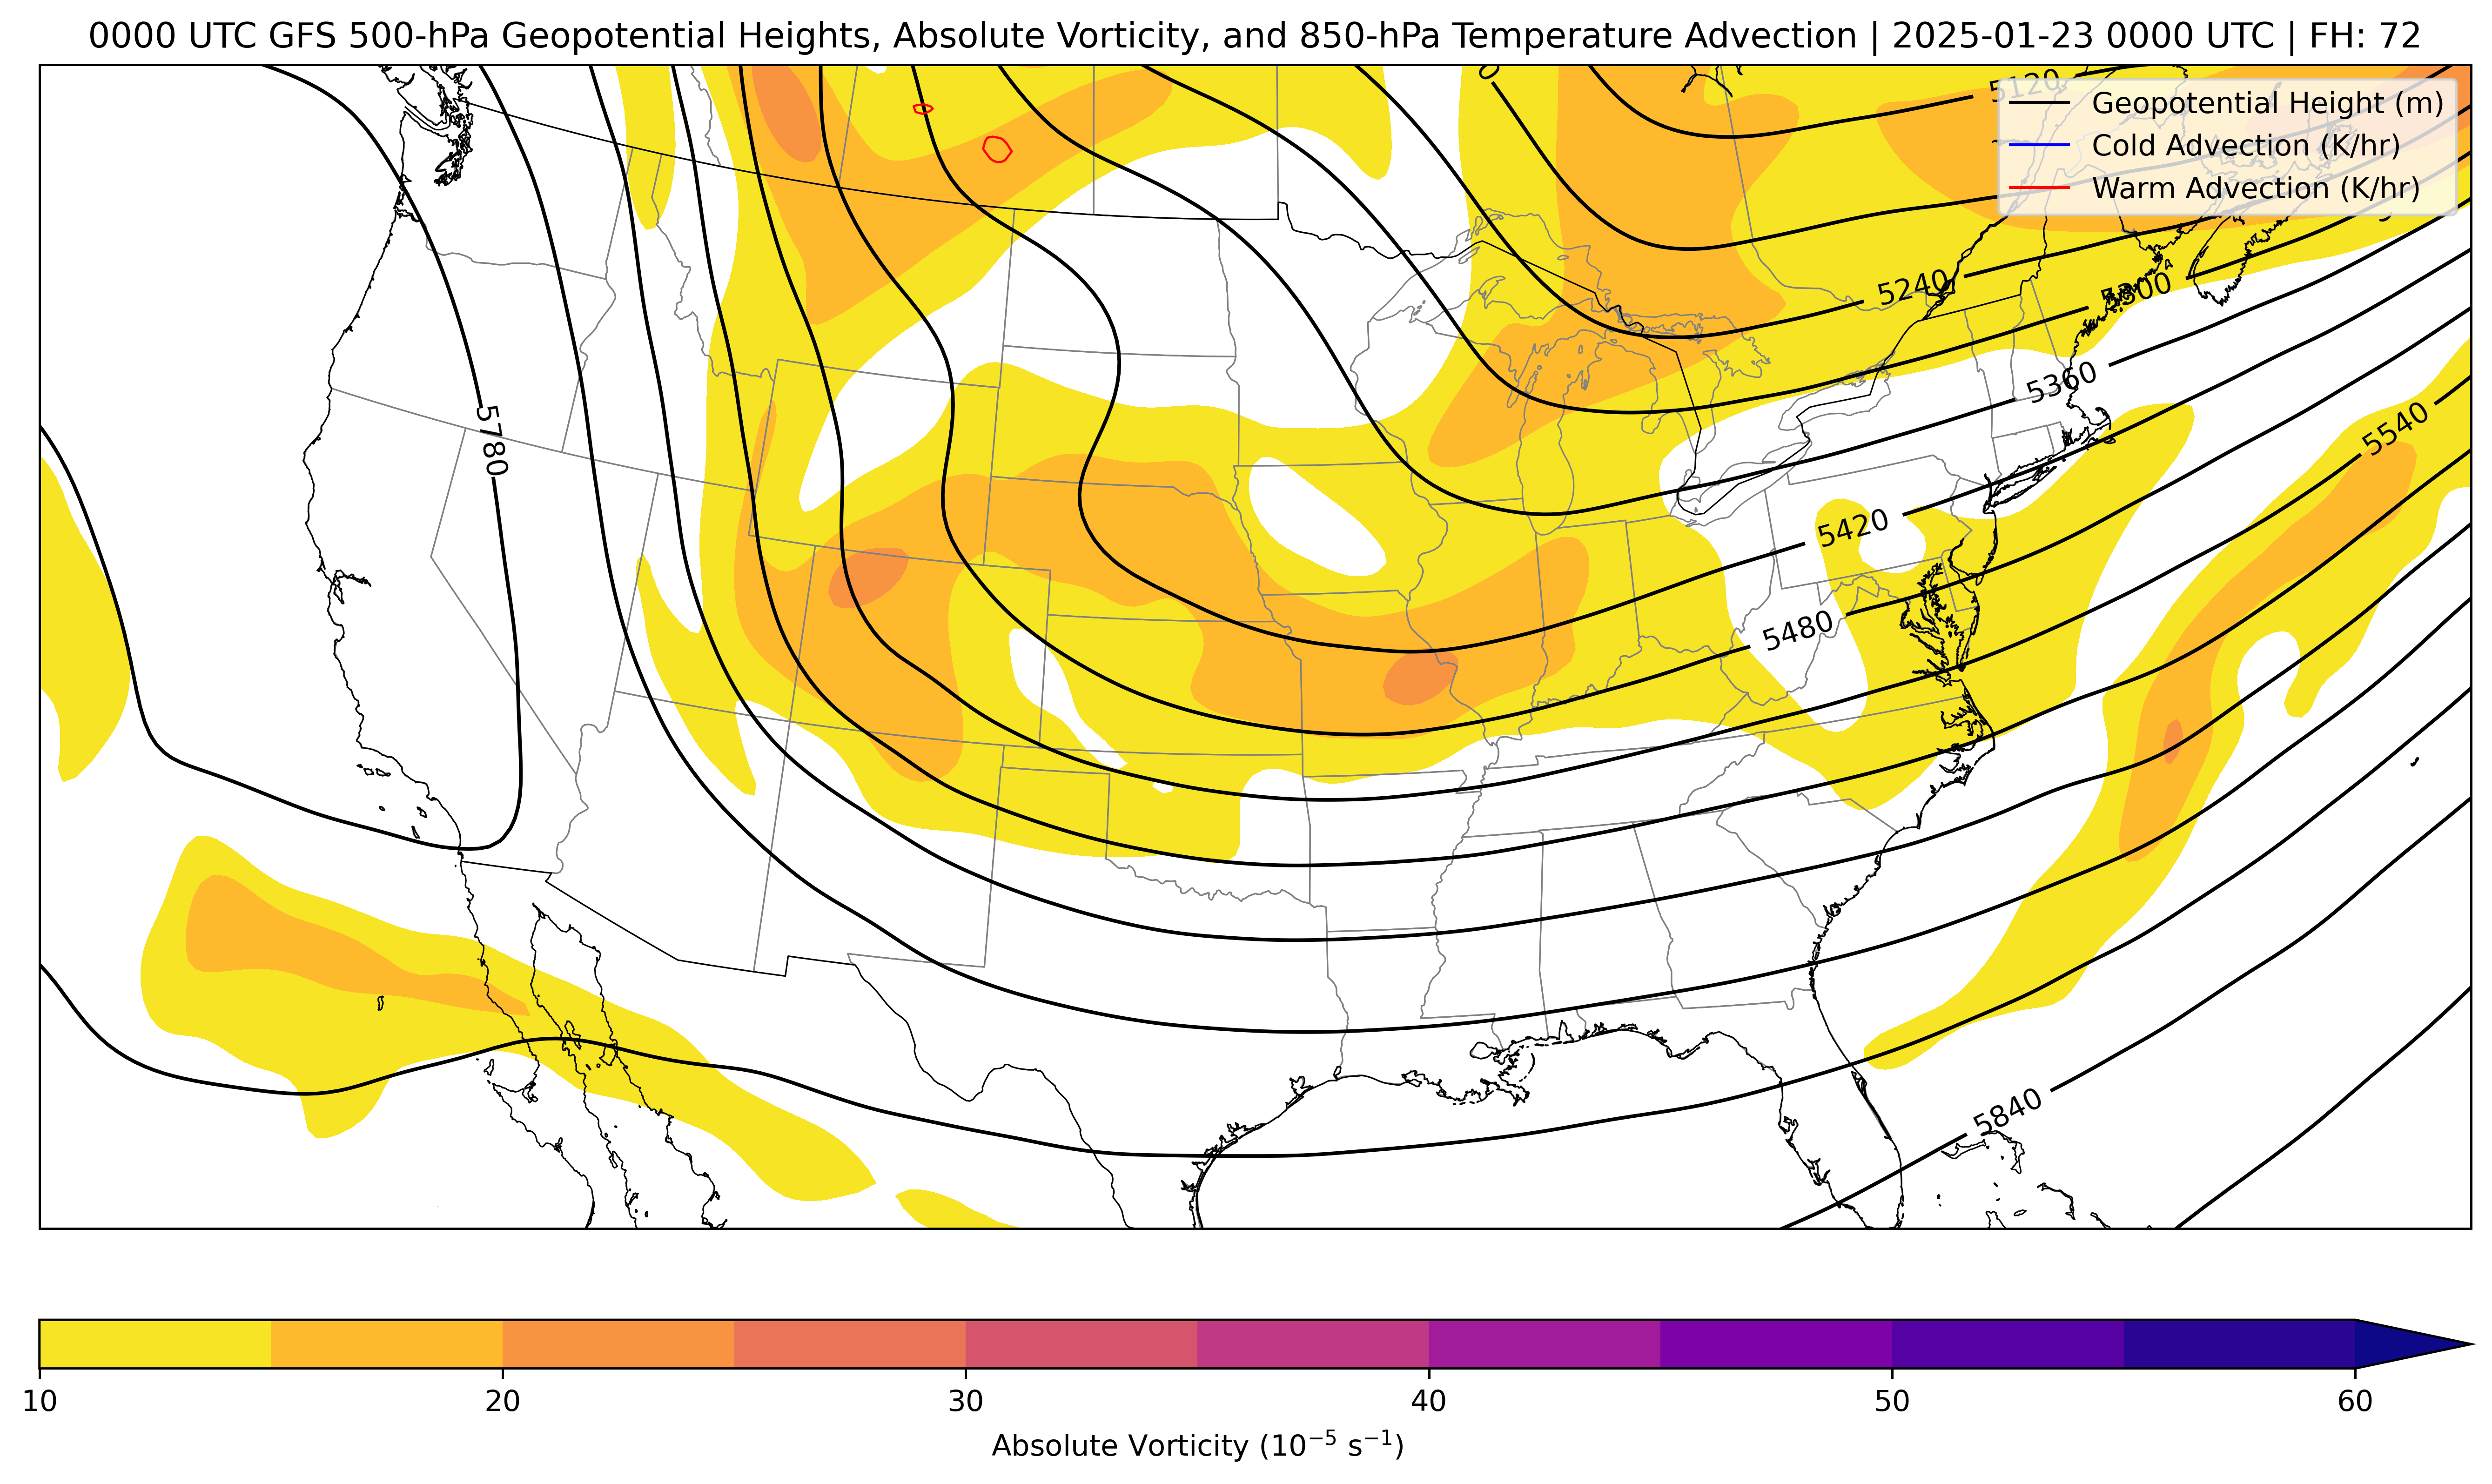 0000 UTC GFS 500-hPa Geopotential Heights, Absolute Vorticity, and 850-hPa Temperature Advection | 2025-01-23 0000 UTC | FH: 72
5120
Geopotential Height (m)
Cold Advection (K/hr)
Warm Advection (K/hr)
5240
5300
5360
5780
5540
5420
5480
5840
10 20 30 40 50 60
Absolute Vorticity (10⁻⁵ s⁻¹)